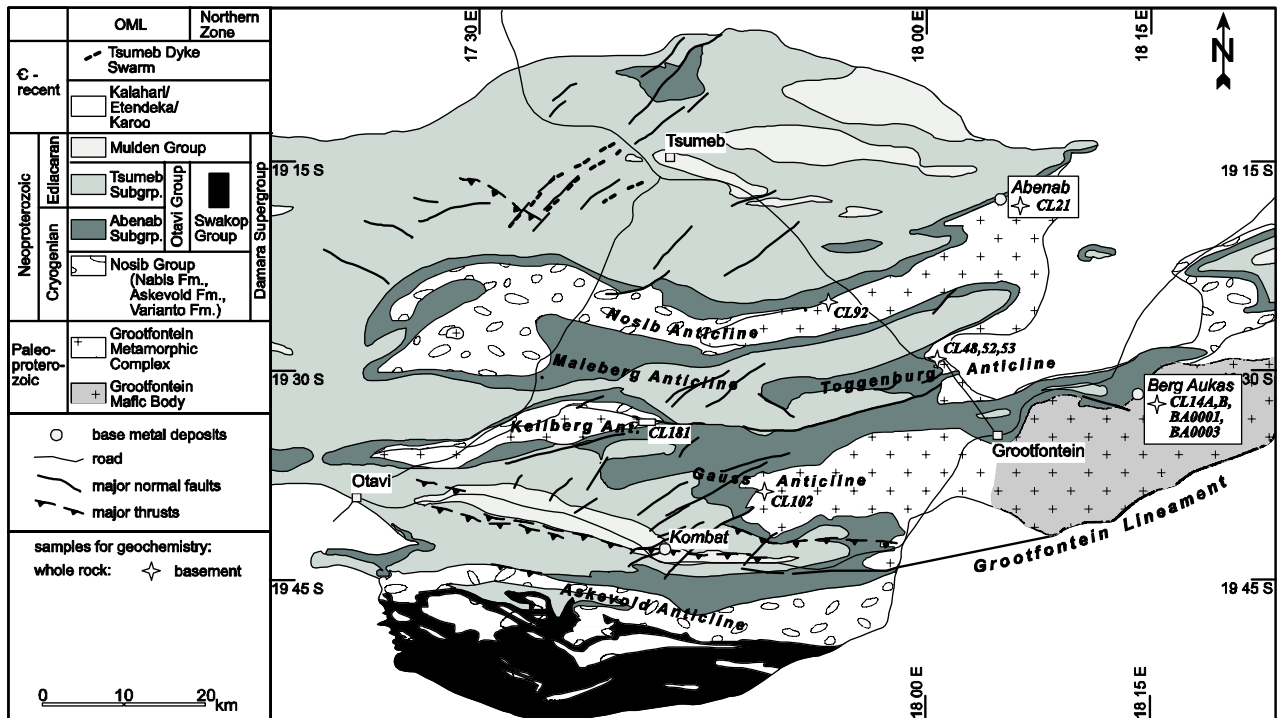 OML
Northern
Zone
Є -
recent
Tsumeb Dyke
Swarm
Kalahari/
Etendeka/
Karoo
Neoproterozoic
Ediacaran
Cryogenian
Mulden Group
Tsumeb
Subgrp.
Abenab
Subgrp.
Otavi Group
Swakop
Group
Damara Supergroup
Nosib Group
(Nabis Fm.,
Askevold Fm.,
Varianto Fm.)
Paleo-
protero-
zoic
Grootfontein
Metamorphic
Complex
Grootfontein
Mafic Body
base metal deposits
road
major normal faults
major thrusts
samples for geochemistry:
whole rock: basement
0 10 20 km
17 30 E
18 00 E
18 15 E
N
19 15 S
19 15 S
Tsumeb
Abenab
CL21
Nosib Anticline
CL92
CL48,52,53
Maieberg Anticline
Toggenburg Anticline
19 30 S
30 S
Berg Aukas
CL14A,B,
BA0001,
BA0003
Keilberg Ant.
CL181
Grootfontein
Otavi
Gauss Anticline
CL102
Kombat
Grootfontein Lineament
19 45 S
19 45 S
Askevold Anticline
18 00 E
18 15 E